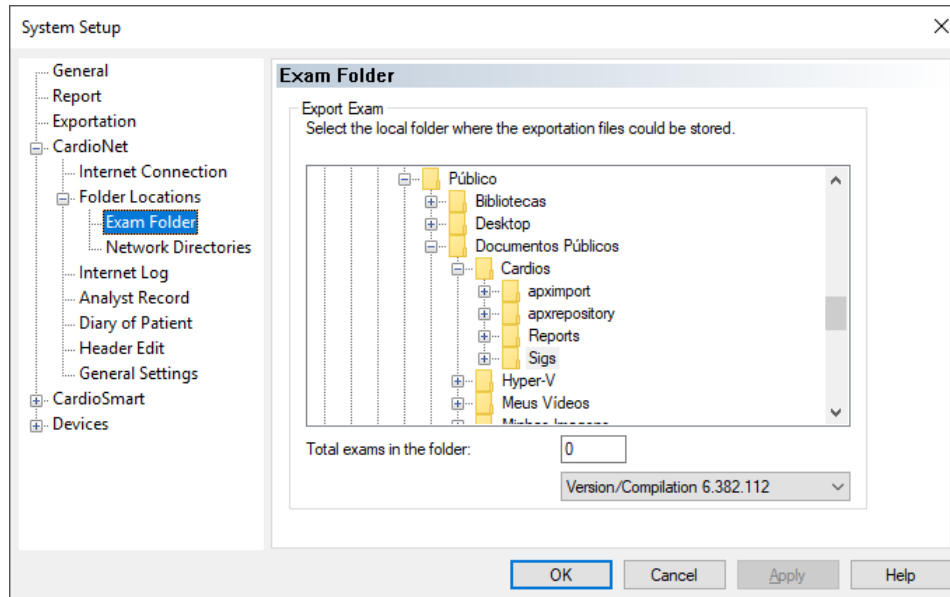 System Setup
General
Report
Exportation
CardioNet
Internet Connection
Folder Locations
Exam Folder
Network Directories
Internet Log
Analyst Record
Diary of Patient
Header Edit
General Settings
CardioSmart
Devices
Exam Folder
Export Exam
Select the local folder where the exportation files could be stored.
Público
Bibliotecas
Desktop
Documentos Públicos
Cardios
apximport
apxrepository
Reports
Sigs
Hyper-V
Meus Vídeos
Minhas Imagens
Total exams in the folder:
0
Version/Compilation 6.382.112
OK
Cancel
Apply
Help